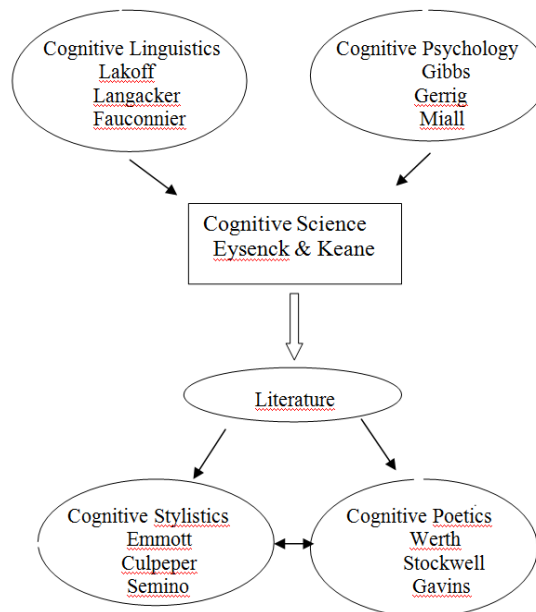 Cognitive Linguistics
Lakoff
Langacker
Fauconnier
Cognitive Psychology
Gibbs
Gerrig
Miall
Cognitive Science
Eysenck & Keane
Literature
Cognitive Stylistics
Emmott
Culpeper
Semino
Cognitive Poetics
Werth
Stockwell
Gavins